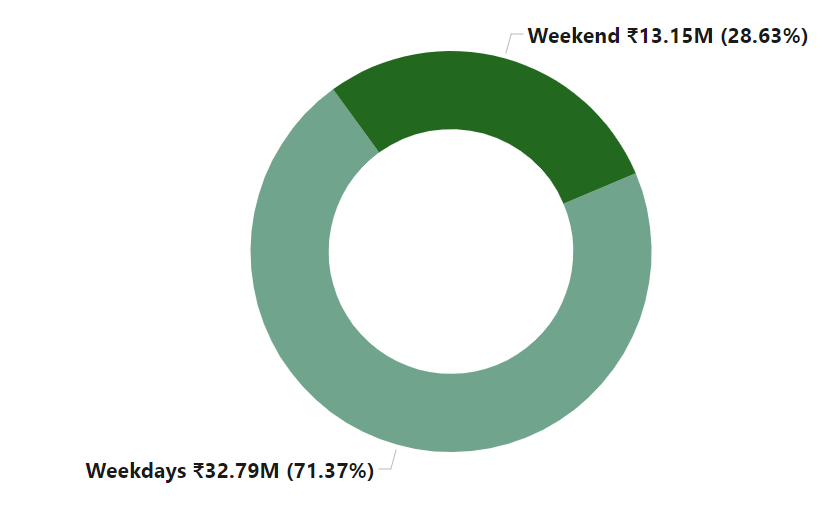 Weekend ₹13.15M (28.63%)
Weekdays ₹32.79M (71.37%)